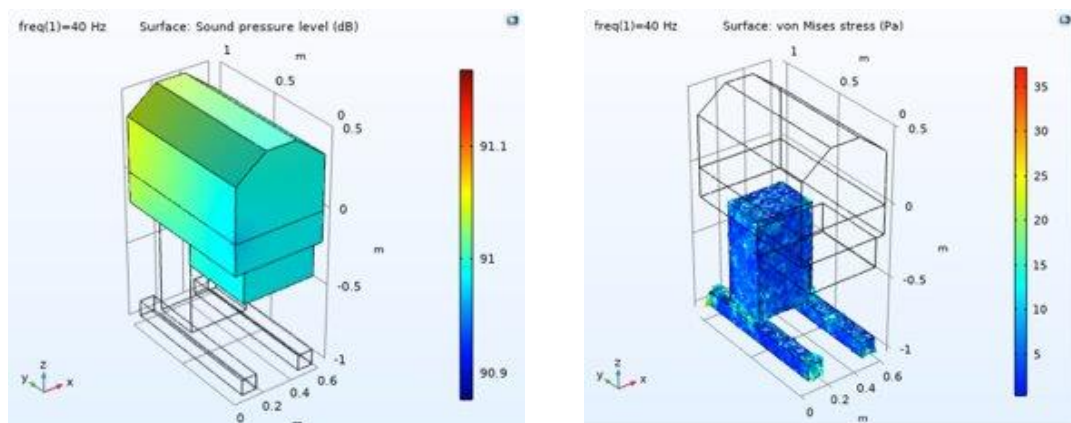 freq(1)=40 Hz Surface: Sound pressure level (dB)
1
m
0.5
0
0.5
91.1
0
m
91
-0.5
-1
0.6
0.4
0.2
0
m
90.9
z
y
x
freq(1)=40 Hz Surface: von Mises stress (Pa)
1
m
0.5
0
0.5
35
30
25
0
20
m
15
-0.5
10
-1
5
0.6
0.4
0.2
0
m
z
y
x